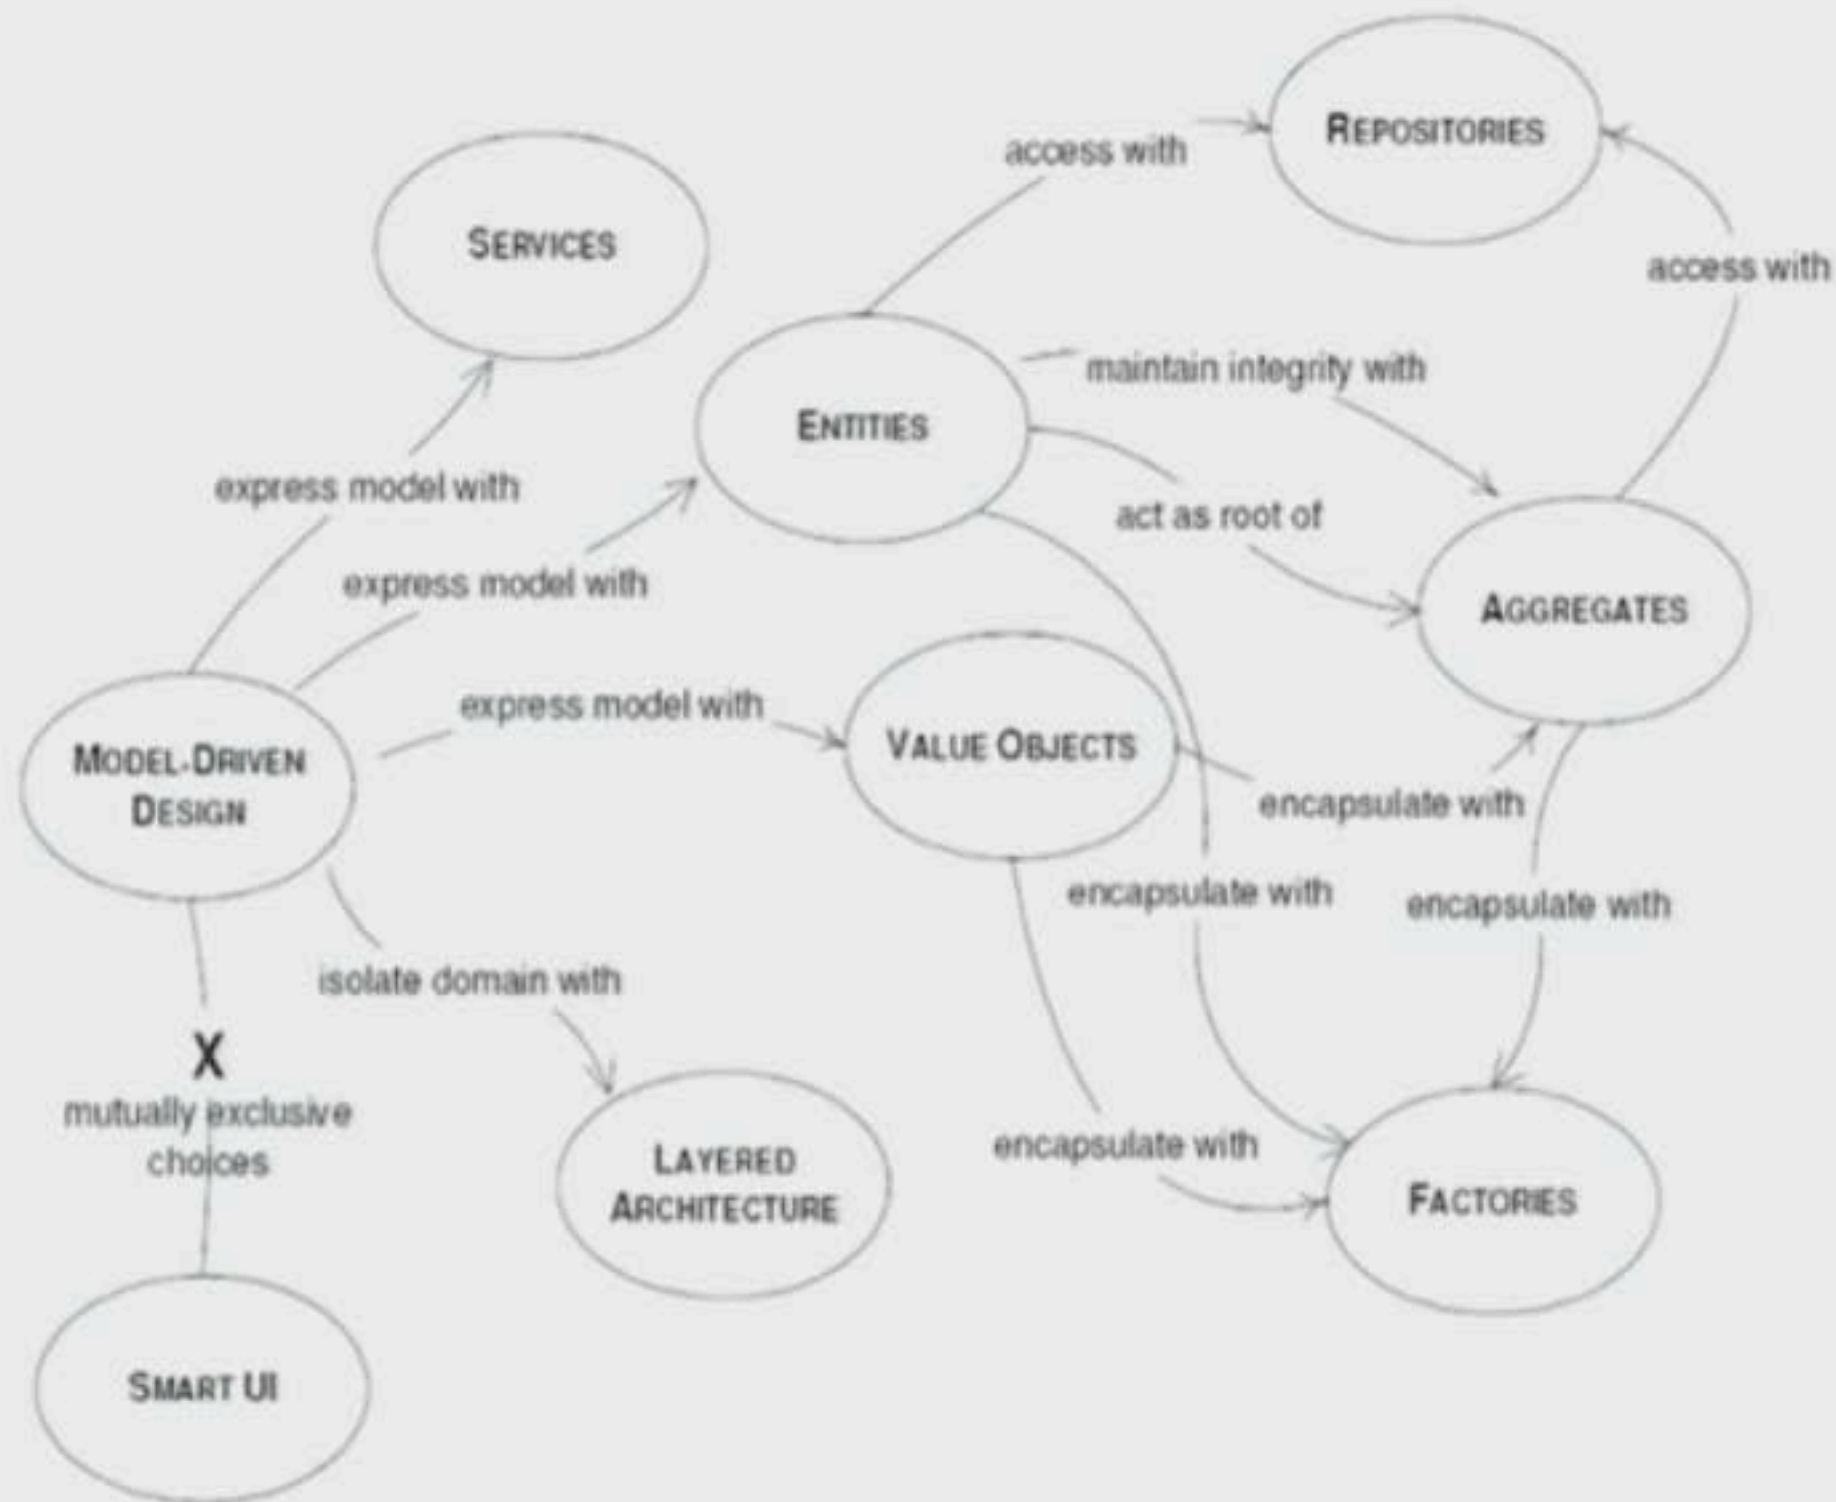 REPOSITORIES
access with
SERVICES
access with
maintain integrity with
ENTITIES
express model with
act as root of
express model with
AGGREGATES
express model with
VALUE OBJECTS
MODEL-DRIVEN
DESIGN
encapsulate with
encapsulate with
encapsulate with
isolate domain with
X
mutually exclusive
choices
encapsulate with
LAYERED
ARCHITECTURE
FACTORIES
SMART UI